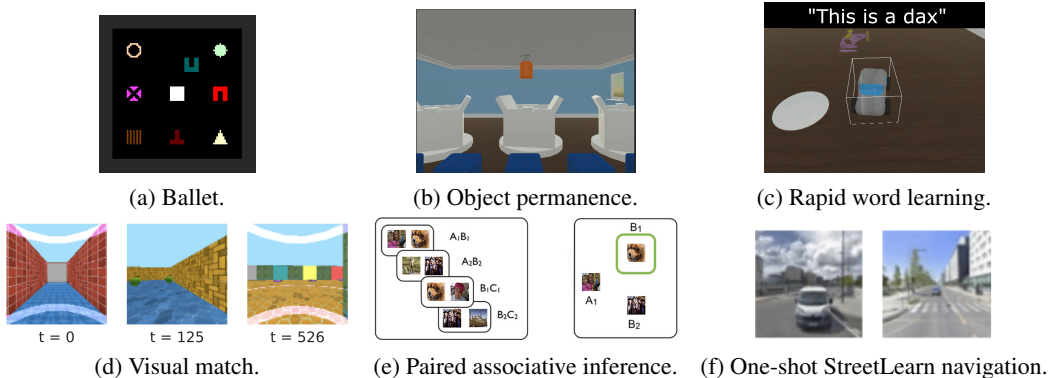 "This is a dax"
(a) Ballet.
(b) Object permanence.
(c) Rapid word learning.
t = 0
t = 125
t = 526
A₁B₁
A₂B₂
B₁C₁
B₂C₂
B₁
A₁
B₂
(d) Visual match.
(e) Paired associative inference.
(f) One-shot StreetLearn navigation.